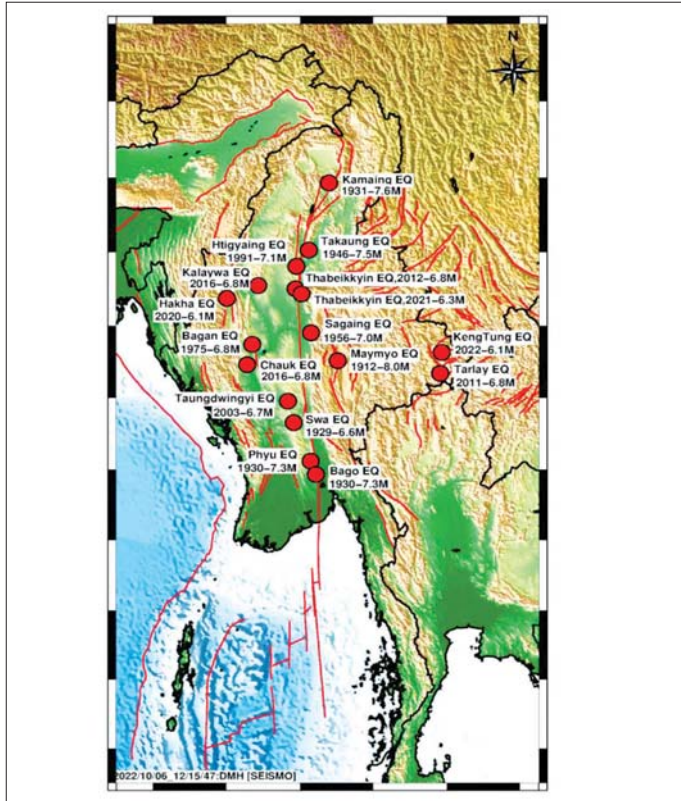 N
Kamaing EQ
1931-7.6M
Takaung EQ
1946-7.5M
Htigyaing EQ
1991-7.1M
Thabeikkyin EQ,2012-6.8M
Kalaywa EQ
2016-6.8M
Thabeikkyin EQ,2021-6.3M
Hakha EQ
2020-6.1M
Sagaing EQ
1956-7.0M
Bagan EQ
1975-6.8M
KengTung EQ
2022-6.1M
Maymyo EQ
1912-8.0M
Chauk EQ
2016-6.8M
Tarlay EQ
2011-6.8M
Taungdwingyi EQ
2003-6.7M
Swa EQ
1929-6.6M
Phyu EQ
1930-7.3M
Bago EQ
1930-7.3M
2022/10/06_12/15/47:DMH [SEISMO]